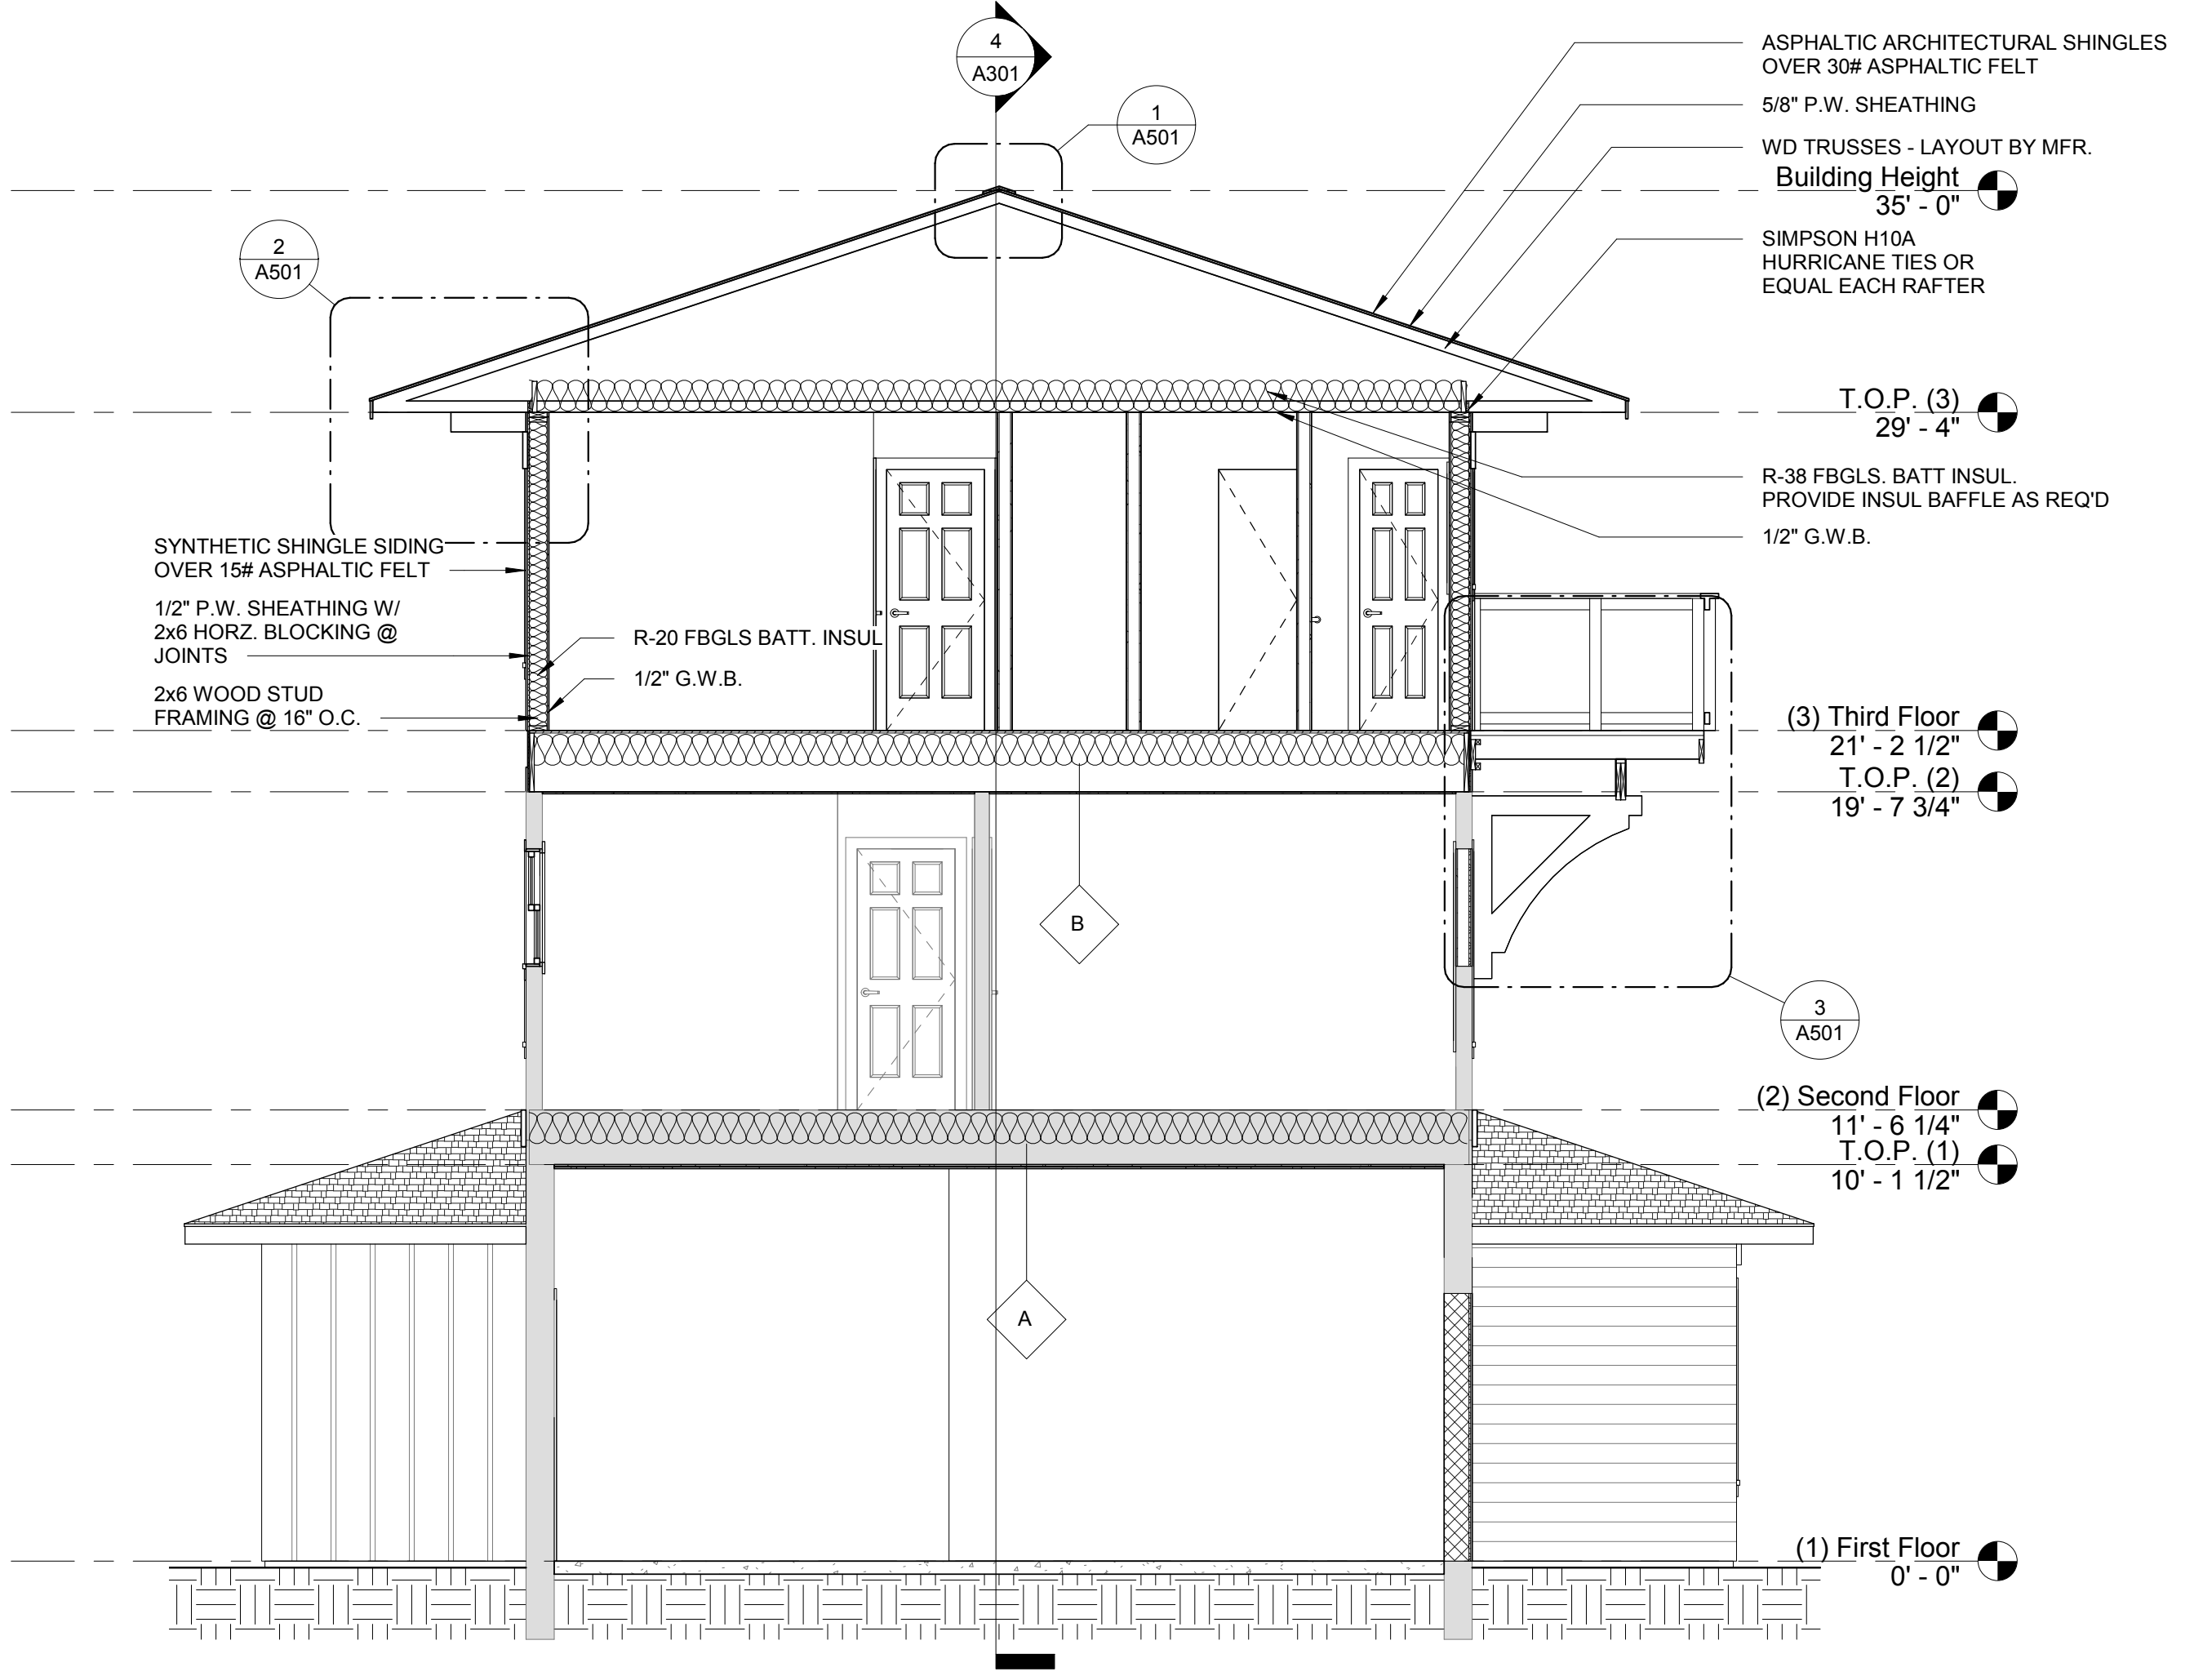 4
A301
1
A501
ASPHALTIC ARCHITECTURAL SHINGLES
OVER 30# ASPHALTIC FELT
5/8" P.W. SHEATHING
WD TRUSSES - LAYOUT BY MFR.
Building Height
35' - 0"
2
A501
SIMPSON H10A
HURRICANE TIES OR
EQUAL EACH RAFTER
T.O.P. (3)
29' - 4"
R-38 FBGLS. BATT INSUL.
PROVIDE INSUL BAFFLE AS REQ'D
1/2" G.W.B.
SYNTHETIC SHINGLE SIDING
OVER 15# ASPHALTIC FELT
1/2" P.W. SHEATHING W/
2x6 HORZ. BLOCKING @
JOINTS
2x6 WOOD STUD
FRAMING @ 16" O.C.
R-20 FBGLS BATT. INSUL
1/2" G.W.B.
(3) Third Floor
21' - 2 1/2"
T.O.P. (2)
19' - 7 3/4"
B
3
A501
(2) Second Floor
11' - 6 1/4"
T.O.P. (1)
10' - 1 1/2"
A
(1) First Floor
0' - 0"